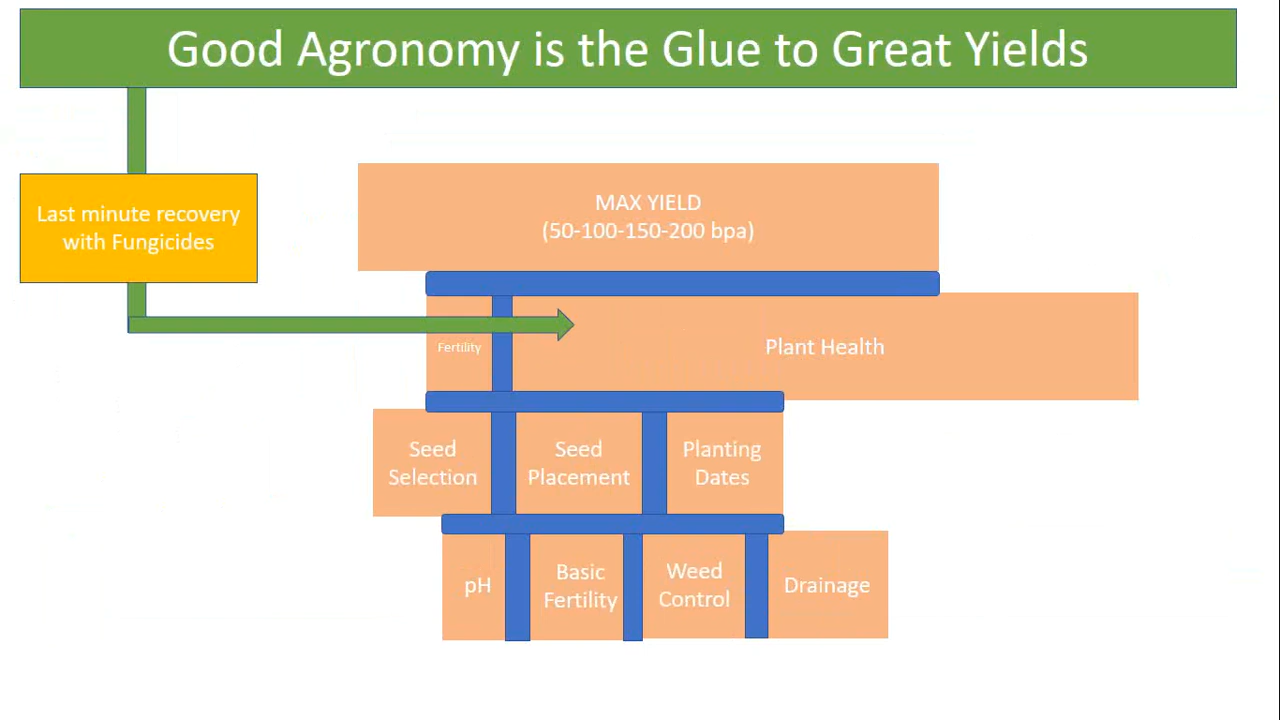 Good Agronomy is the Glue to Great Yields
Last minute recovery
with Fungicides
MAX YIELD
(50-100-150-200 bpa)
Fertility
Plant Health
Seed
Selection
Seed
Placement
Planting
Dates
pH
Basic
Fertility
Weed
Control
Drainage